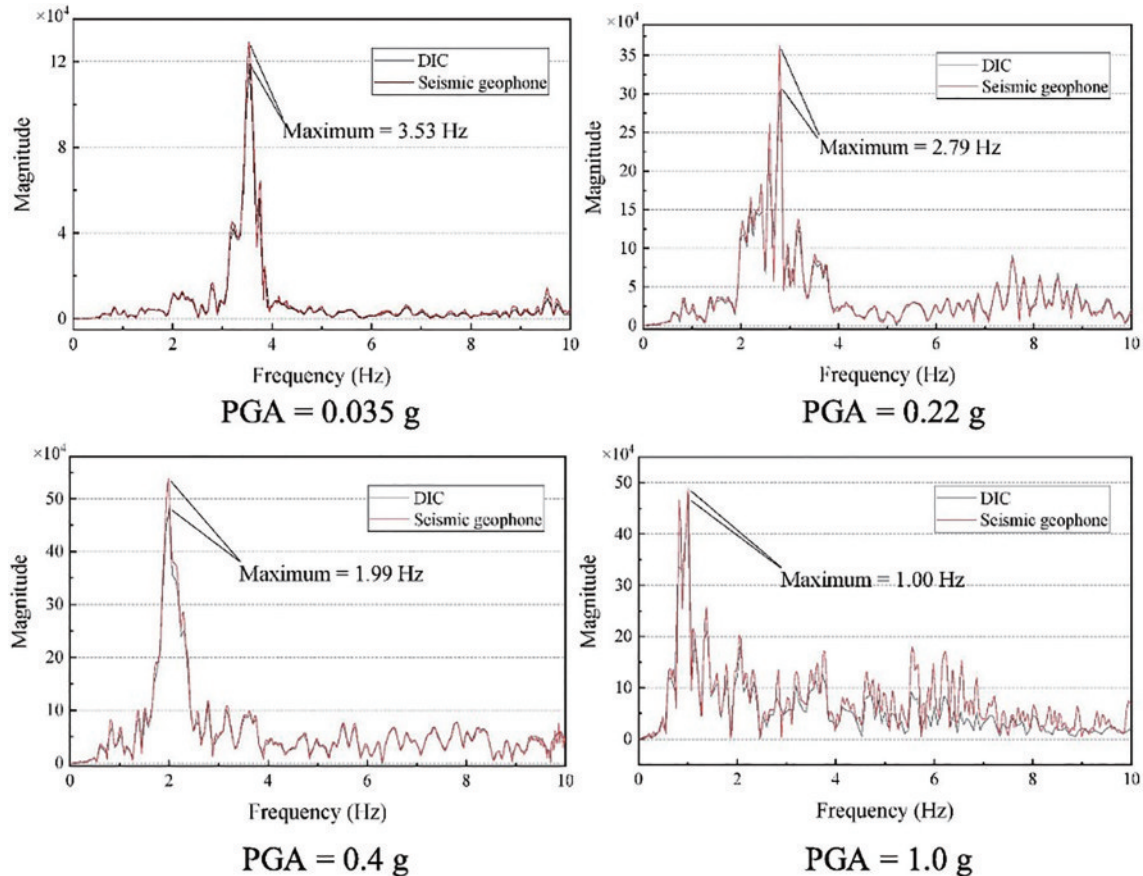 ×10⁴
12
8
4
0
Magnitude
DIC
Seismic geophone
Maximum = 3.53 Hz
0 2 4 6 8 10
Frequency (Hz)
PGA = 0.035 g
×10⁴
35
30
25
20
15
10
5
0
Magnitude
DIC
Seismic geophone
Maximum = 2.79 Hz
0 2 4 6 8 10
Frequency (Hz)
PGA = 0.22 g
×10⁴
50
40
30
20
10
0
Magnitude
DIC
Seismic geophone
Maximum = 1.99 Hz
0 2 4 6 8 10
Frequency (Hz)
PGA = 0.4 g
×10⁴
50
40
30
20
10
0
Magnitude
DIC
Seismic geophone
Maximum = 1.00 Hz
0 2 4 6 8 10
Frequency (Hz)
PGA = 1.0 g